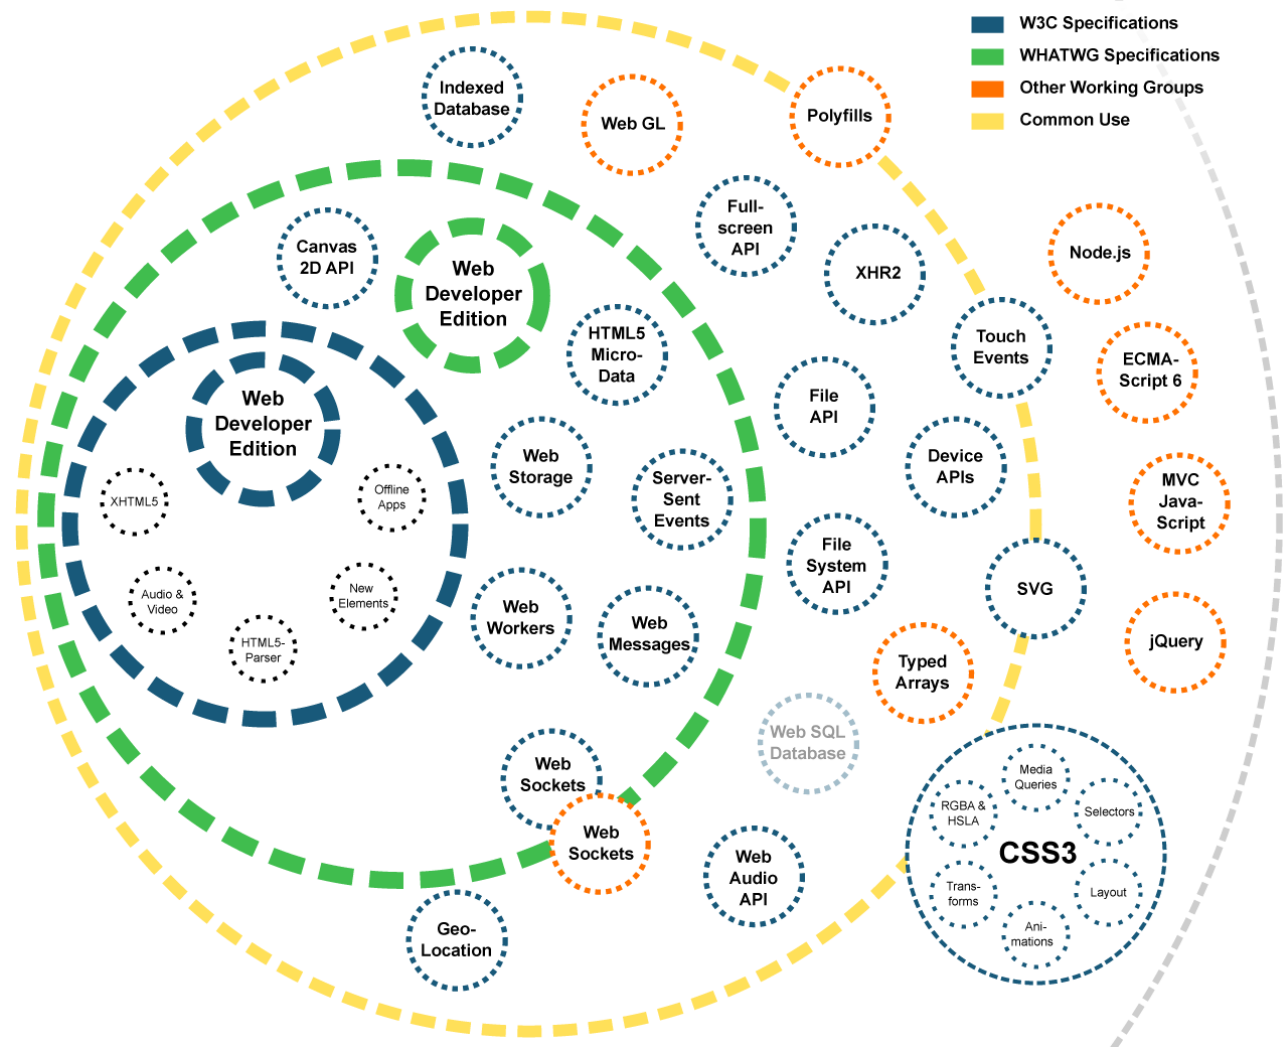 W3C Specifications
WHATWG Specifications
Other Working Groups
Common Use
Indexed
Database
Web GL
Polyfills
Full-
screen
API
XHR2
Node.js
Canvas
2D API
Web
Developer
Edition
HTML5
Micro-
Data
Touch
Events
ECMA-
Script 6
Web
Developer
Edition
File
API
Device
APIs
XHTML5
Offline
Apps
Web
Storage
Server-
Sent
Events
MVC
Java-
Script
File
System
API
SVG
Audio &
Video
New
Elements
HTML5-
Parser
Web
Workers
Web
Messages
Typed
Arrays
jQuery
Web SQL
Database
Web
Sockets
Web
Sockets
Web
Audio
API
Geo-
Location
Media
Queries
RGBA &
HSLA
Selectors
CSS3
Trans-
forms
Layout
Ani-
mations